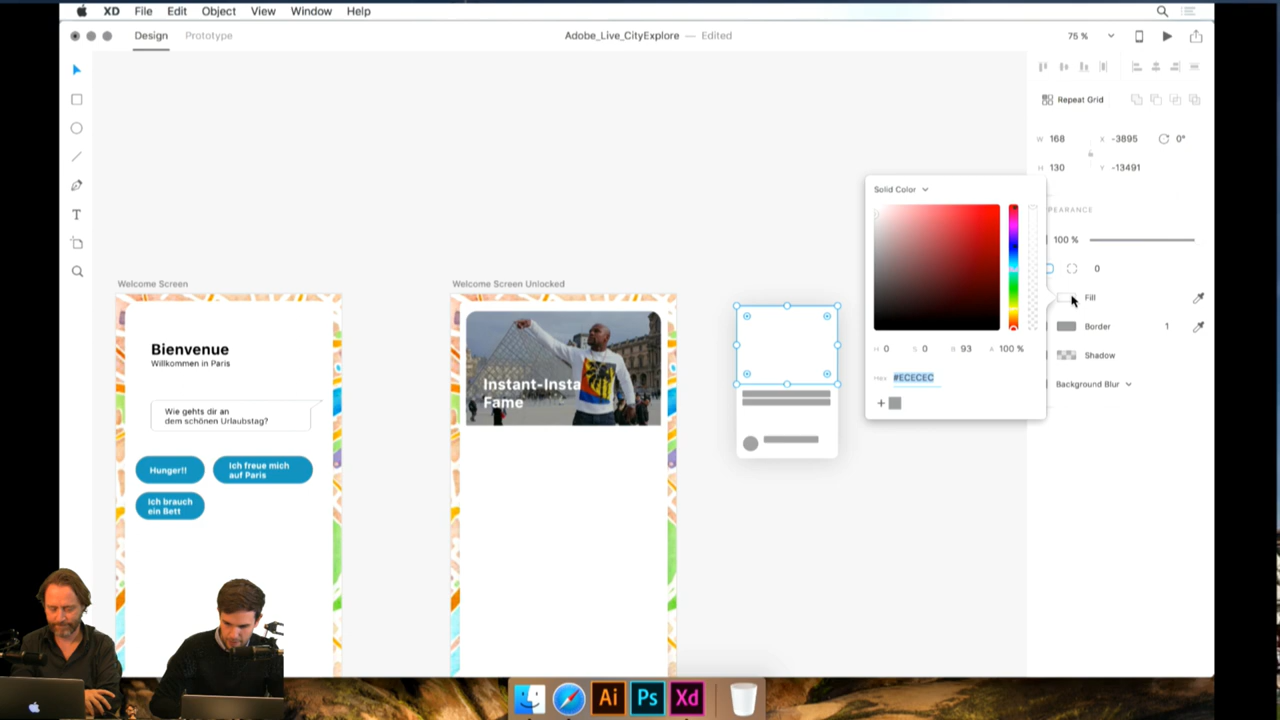 XD File Edit Object View Window Help
Design Prototype
Adobe_Live_CityExplore — Edited
75 %
Repeat Grid
W 168 X -3895 0°
H 130 Y -13491
Solid Color
PEARANCE
100 %
0
Fill
Border 1
Shadow
Background Blur
H 0 S 0 B 93 A 100 %
Hex #ECECEC
+
Welcome Screen
Bienvenue
Willkommen in Paris
Wie gehts dir an
dem schönen Urlaubstag?
Hunger!!
Ich freue mich
auf Paris
Ich brauch
ein Bett
Welcome Screen Unlocked
Instant-Insta
Fame
Ai Ps Xd